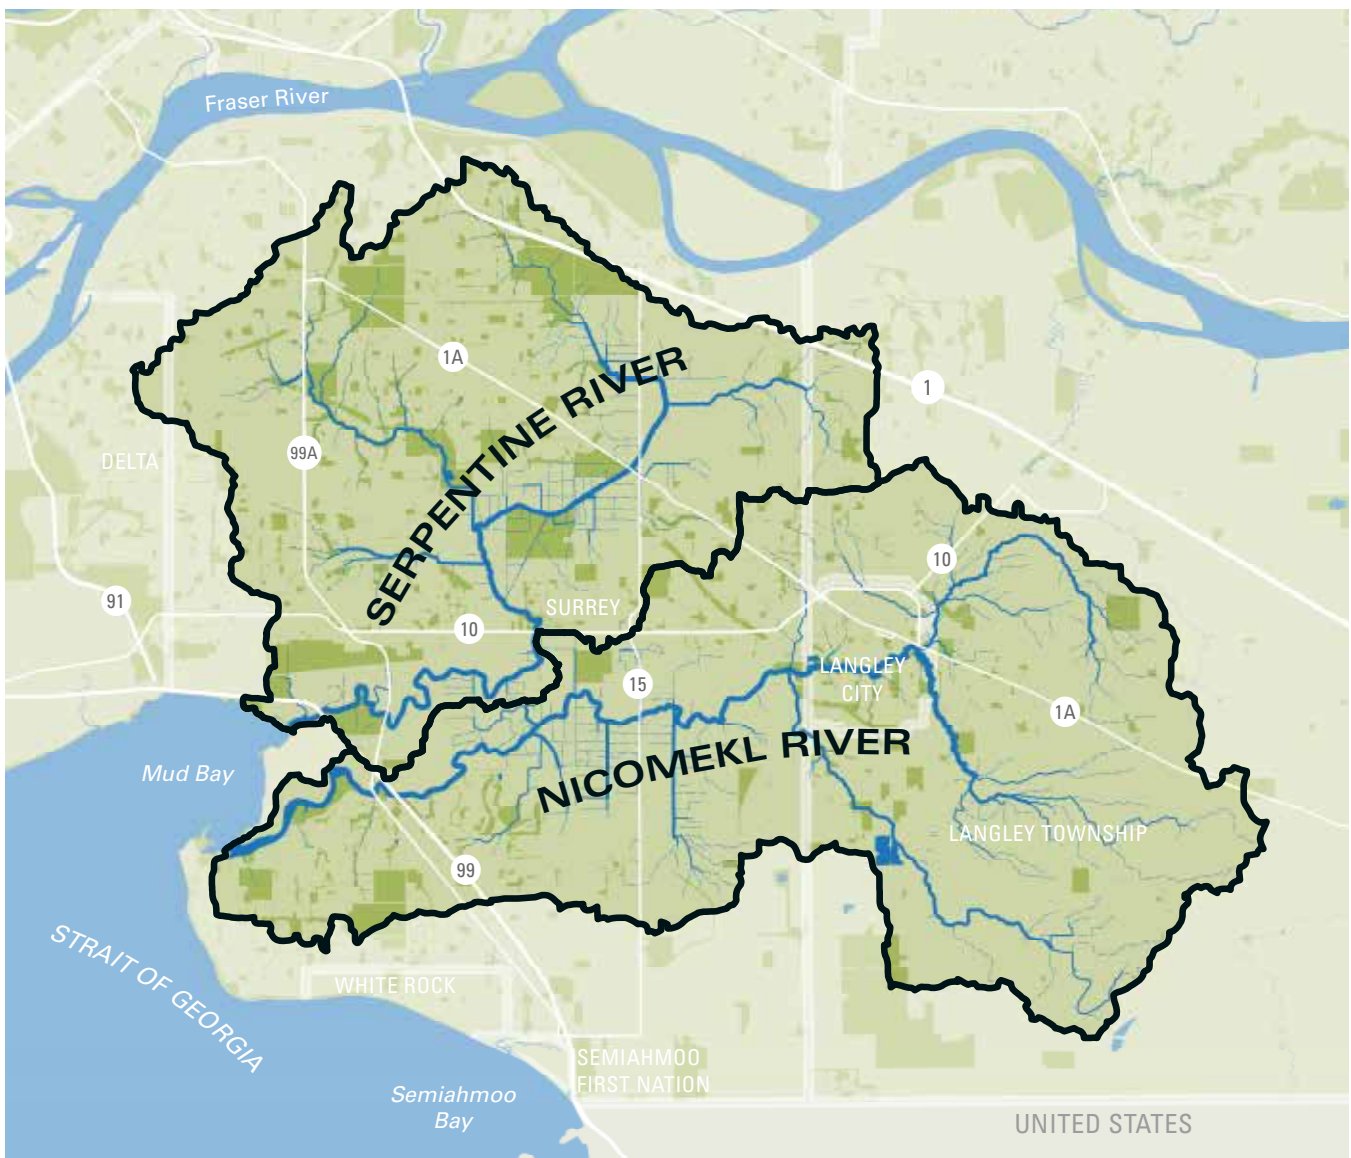 Fraser River
1A
SERPENTINE RIVER
1
99A
DELTA
10
91
SURREY
10
LANGLEY
CITY
15
1A
NICOMEKL RIVER
Mud Bay
LANGLEY TOWNSHIP
99
STRAIT OF GEORGIA
WHITE ROCK
SEMIAHMOO
FIRST NATION
Semiahmoo
Bay
UNITED STATES